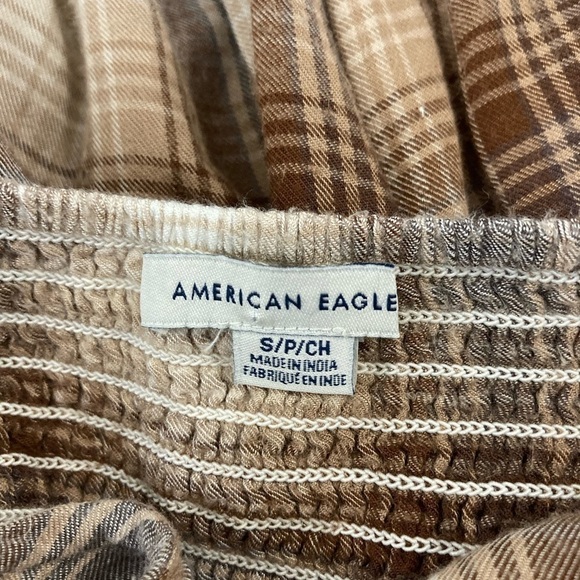 AMERICAN EAGLE
S/P/CH
MADE IN INDIA
FABRIQUÉ EN INDE